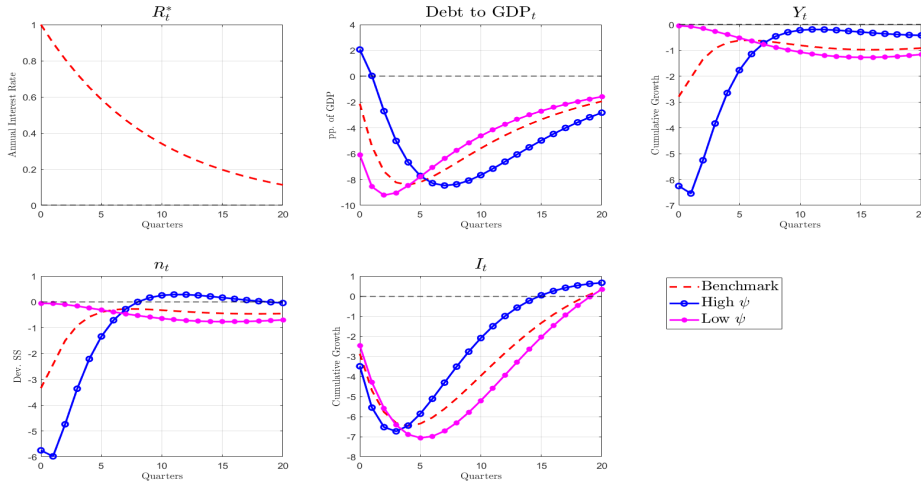 R*t
Annual Interest Rate
1
0.8
0.6
0.4
0.2
0
0 5 10 15 20
Quarters
Debt to GDPt
pp. of GDP
4
2
0
-2
-4
-6
-8
-10
0 5 10 15 20
Quarters
Yt
Cumulative Growth
0
-1
-2
-3
-4
-5
-6
-7
0 5 10 15 20
Quarters
nt
Dev. SS
1
0
-1
-2
-3
-4
-5
-6
0 5 10 15 20
Quarters
It
Cumulative Growth
1
0
-1
-2
-3
-4
-5
-6
-7
-8
0 5 10 15 20
Quarters
Benchmark
High ψ
Low ψ